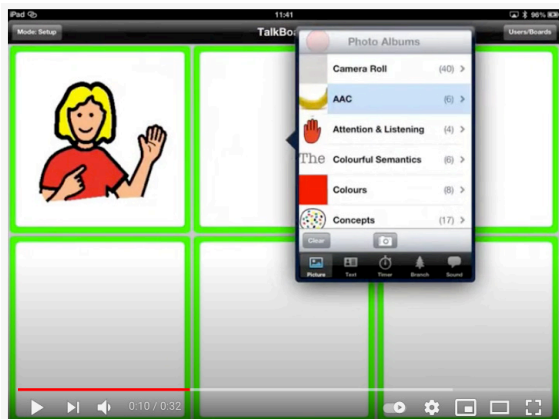 iPad 11:41 96%
Mode: Setup TalkBoa Users/Boards
Photo Albums
Camera Roll (40)
AAC (6)
Attention & Listening (4)
The Colourful Semantics (6)
Colours (8)
Concepts (17)
Clear
Picture Text Timer Branch Sound
0:10 / 0:32